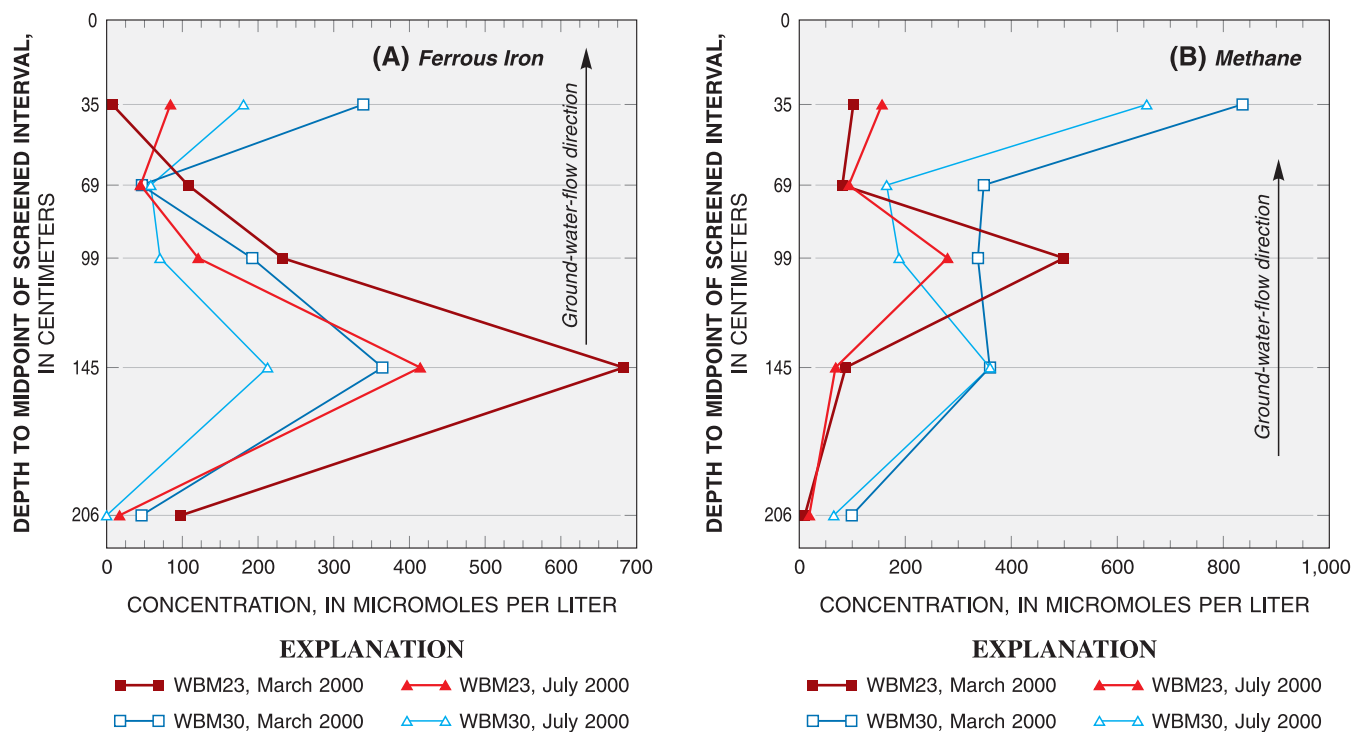 (A) Ferrous Iron
DEPTH TO MIDPOINT OF SCREENED INTERVAL,
IN CENTIMETERS
0
35
69
99
145
206
Ground-water-flow direction
0 100 200 300 400 500 600 700
CONCENTRATION, IN MICROMOLES PER LITER
EXPLANATION
WBM23, March 2000 WBM23, July 2000
WBM30, March 2000 WBM30, July 2000
(B) Methane
DEPTH TO MIDPOINT OF SCREENED INTERVAL,
IN CENTIMETERS
0
35
69
99
145
206
Ground-water-flow direction
0 200 400 600 800 1,000
CONCENTRATION, IN MICROMOLES PER LITER
EXPLANATION
WBM23, March 2000 WBM23, July 2000
WBM30, March 2000 WBM30, July 2000